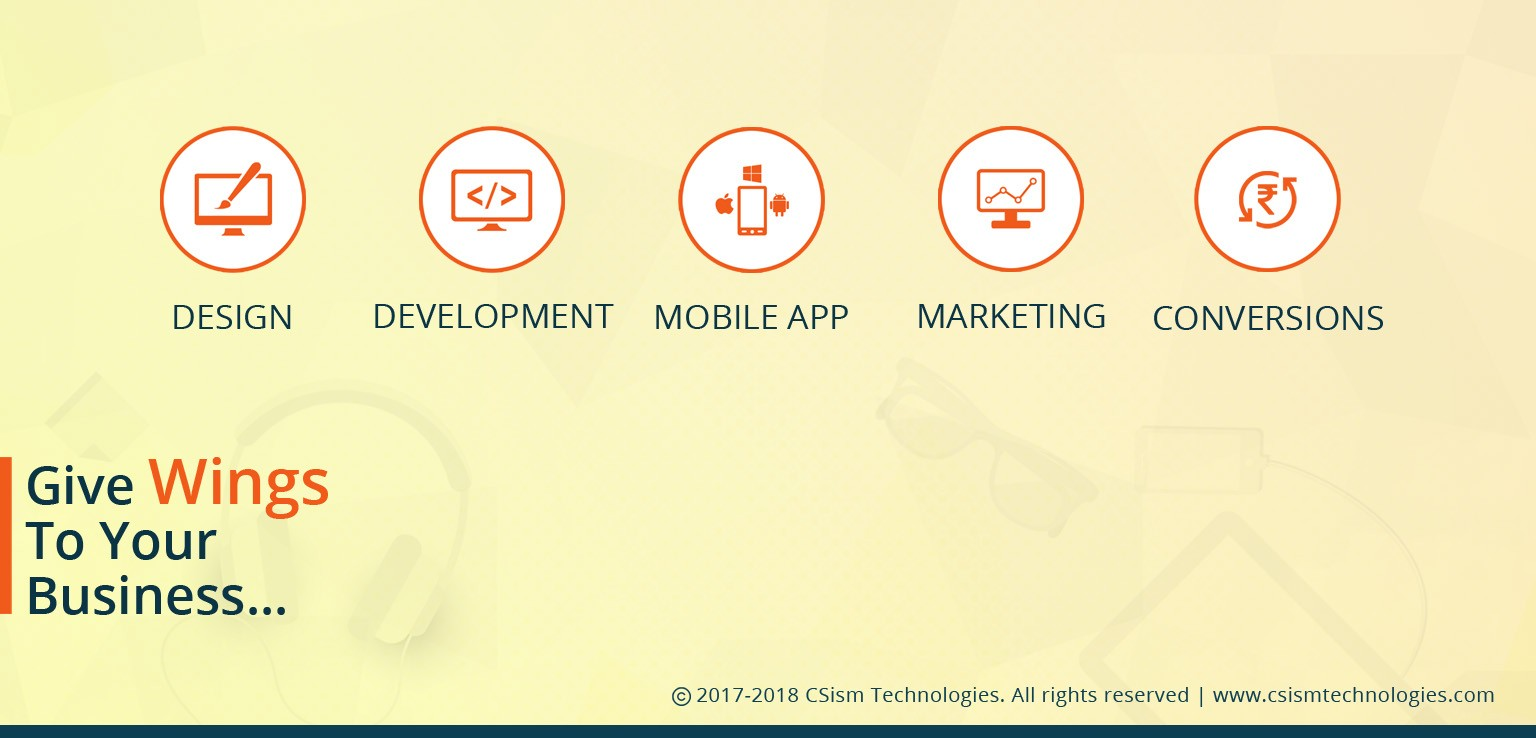 DESIGN DEVELOPMENT MOBILE APP MARKETING CONVERSIONS
Give Wings
To Your
Business...
© 2017-2018 CSism Technologies. All rights reserved | www.csismtechnologies.com